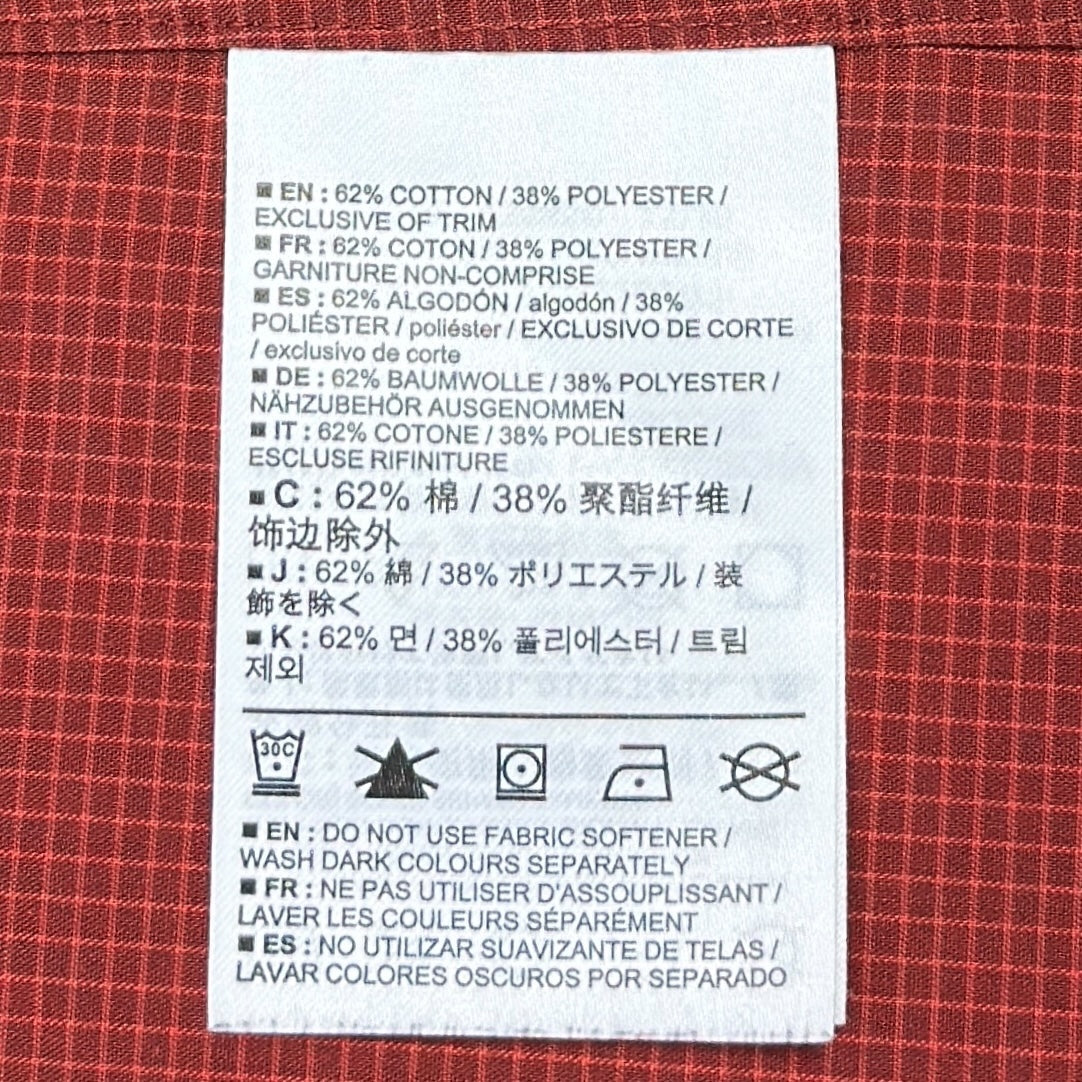 ■ EN : 62% COTTON / 38% POLYESTER /
EXCLUSIVE OF TRIM
■ FR : 62% COTON / 38% POLYESTER /
GARNITURE NON-COMPRISE
■ ES : 62% ALGODÓN / algodón / 38%
POLIÉSTER / poliéster / EXCLUSIVO DE CORTE
/ exclusivo de corte
■ DE : 62% BAUMWOLLE / 38% POLYESTER /
NÄHZUBEHÖR AUSGENOMMEN
■ IT : 62% COTONE / 38% POLIESTERE /
ESCLUSE RIFINITURE
■ C : 62% 棉 / 38% 聚酯纤维 /
饰边除外
■ J : 62% 綿 / 38% ポリエステル / 装
飾を除く
■ K : 62% 면 / 38% 폴리에스터 / 트림
제외
30C
■ EN : DO NOT USE FABRIC SOFTENER /
WASH DARK COLOURS SEPARATELY
■ FR : NE PAS UTILISER D'ASSOUPLISSANT /
LAVER LES COULEURS SÉPARÉMENT
■ ES : NO UTILIZAR SUAVIZANTE DE TELAS /
LAVAR COLORES OSCUROS POR SEPARADO